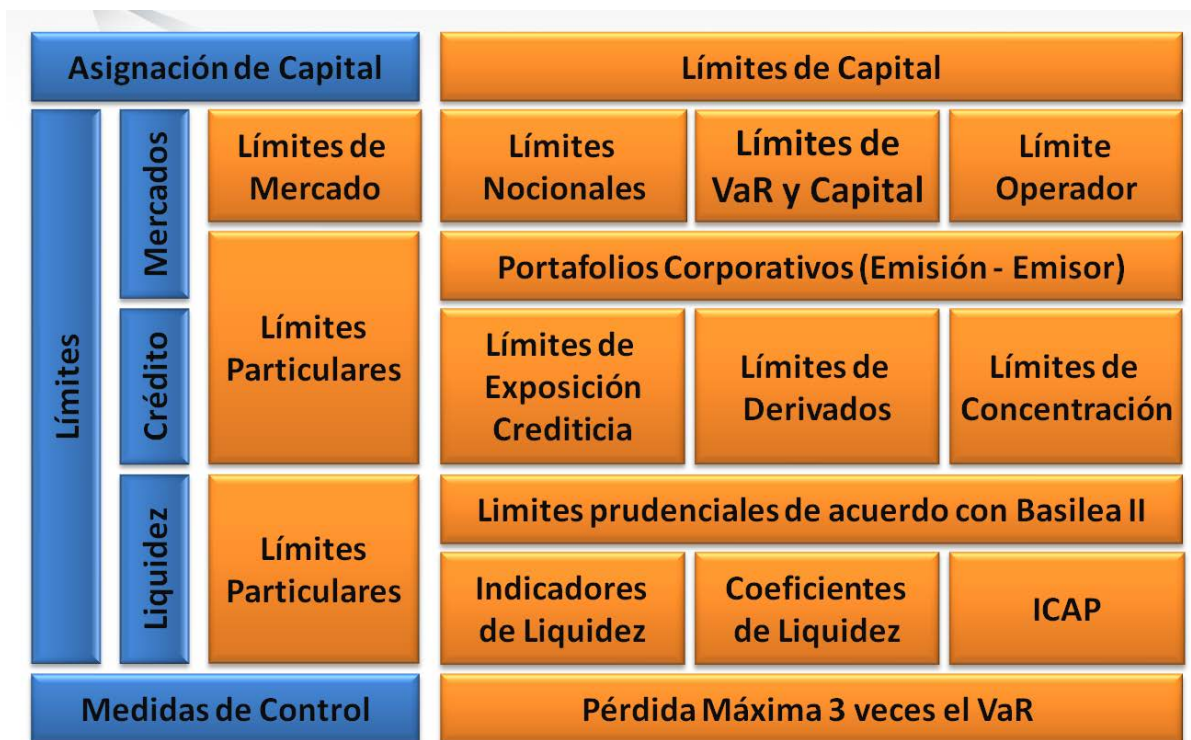 Asignación de Capital
Límites de Capital
Límites
Mercados
Límites de
Mercado
Límites
Nocionales
Límites de
VaR y Capital
Límite
Operador
Límites
Particulares
Portafolios Corporativos (Emisión - Emisor)
Crédito
Límites de
Exposición
Crediticia
Límites de
Derivados
Límites de
Concentración
Liquidez
Límites
Particulares
Limites prudenciales de acuerdo con Basilea II
Indicadores
de Liquidez
Coeficientes
de Liquidez
ICAP
Medidas de Control
Pérdida Máxima 3 veces el VaR